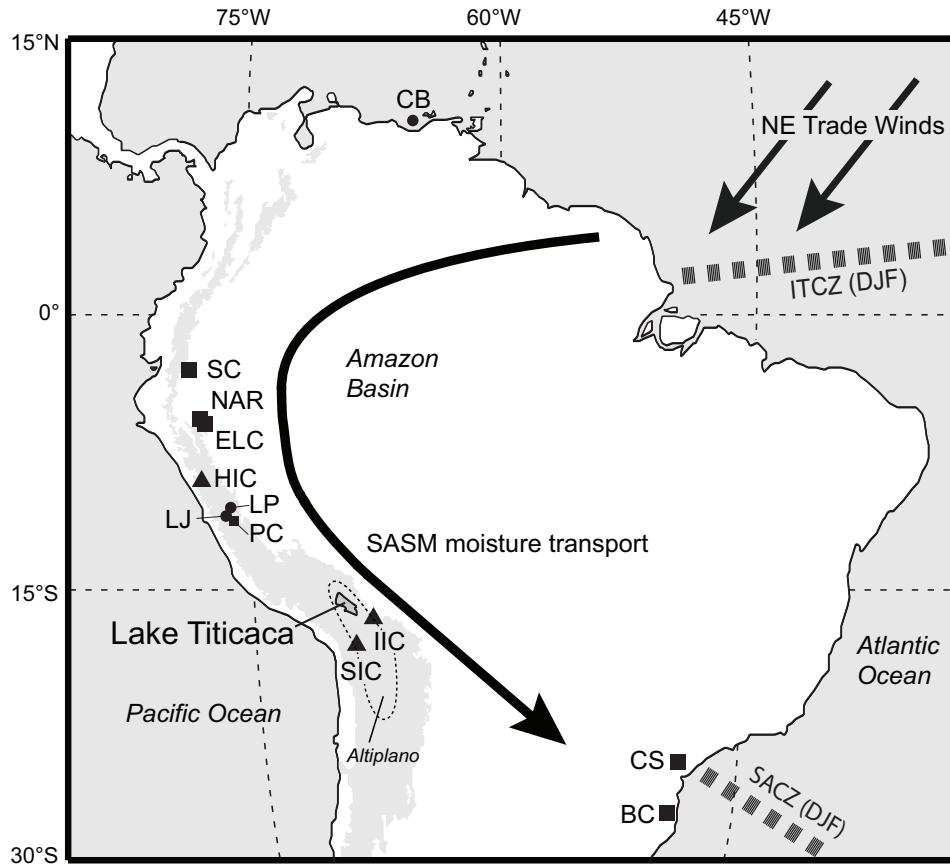 75°W
60°W
45°W
15°N
CB
NE Trade Winds
ITCZ (DJF)
0°
Amazon
Basin
SC
NAR
ELC
HIC
LP
LJ
PC
SASM moisture transport
15°S
Lake Titicaca
IIC
SIC
Atlantic
Ocean
Pacific Ocean
Altiplano
CS
SACZ (DJF)
BC
30°S